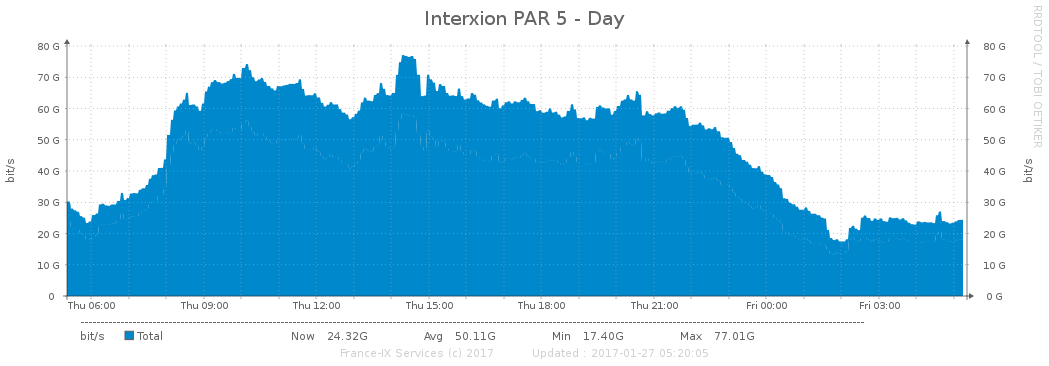 Interxion PAR 5 - Day
RRDTOOL / TOBI OETIKER
80 G 80 G
70 G 70 G
60 G 60 G
50 G 50 G
40 G 40 G
30 G 30 G
20 G 20 G
10 G 10 G
0 0 G
bit/s bit/s
Thu 06:00 Thu 09:00 Thu 12:00 Thu 15:00 Thu 18:00 Thu 21:00 Fri 00:00 Fri 03:00
bit/s Total Now 24.32G Avg 50.11G Min 17.40G Max 77.01G
France-IX Services (c) 2017 Updated : 2017-01-27 05:20:05